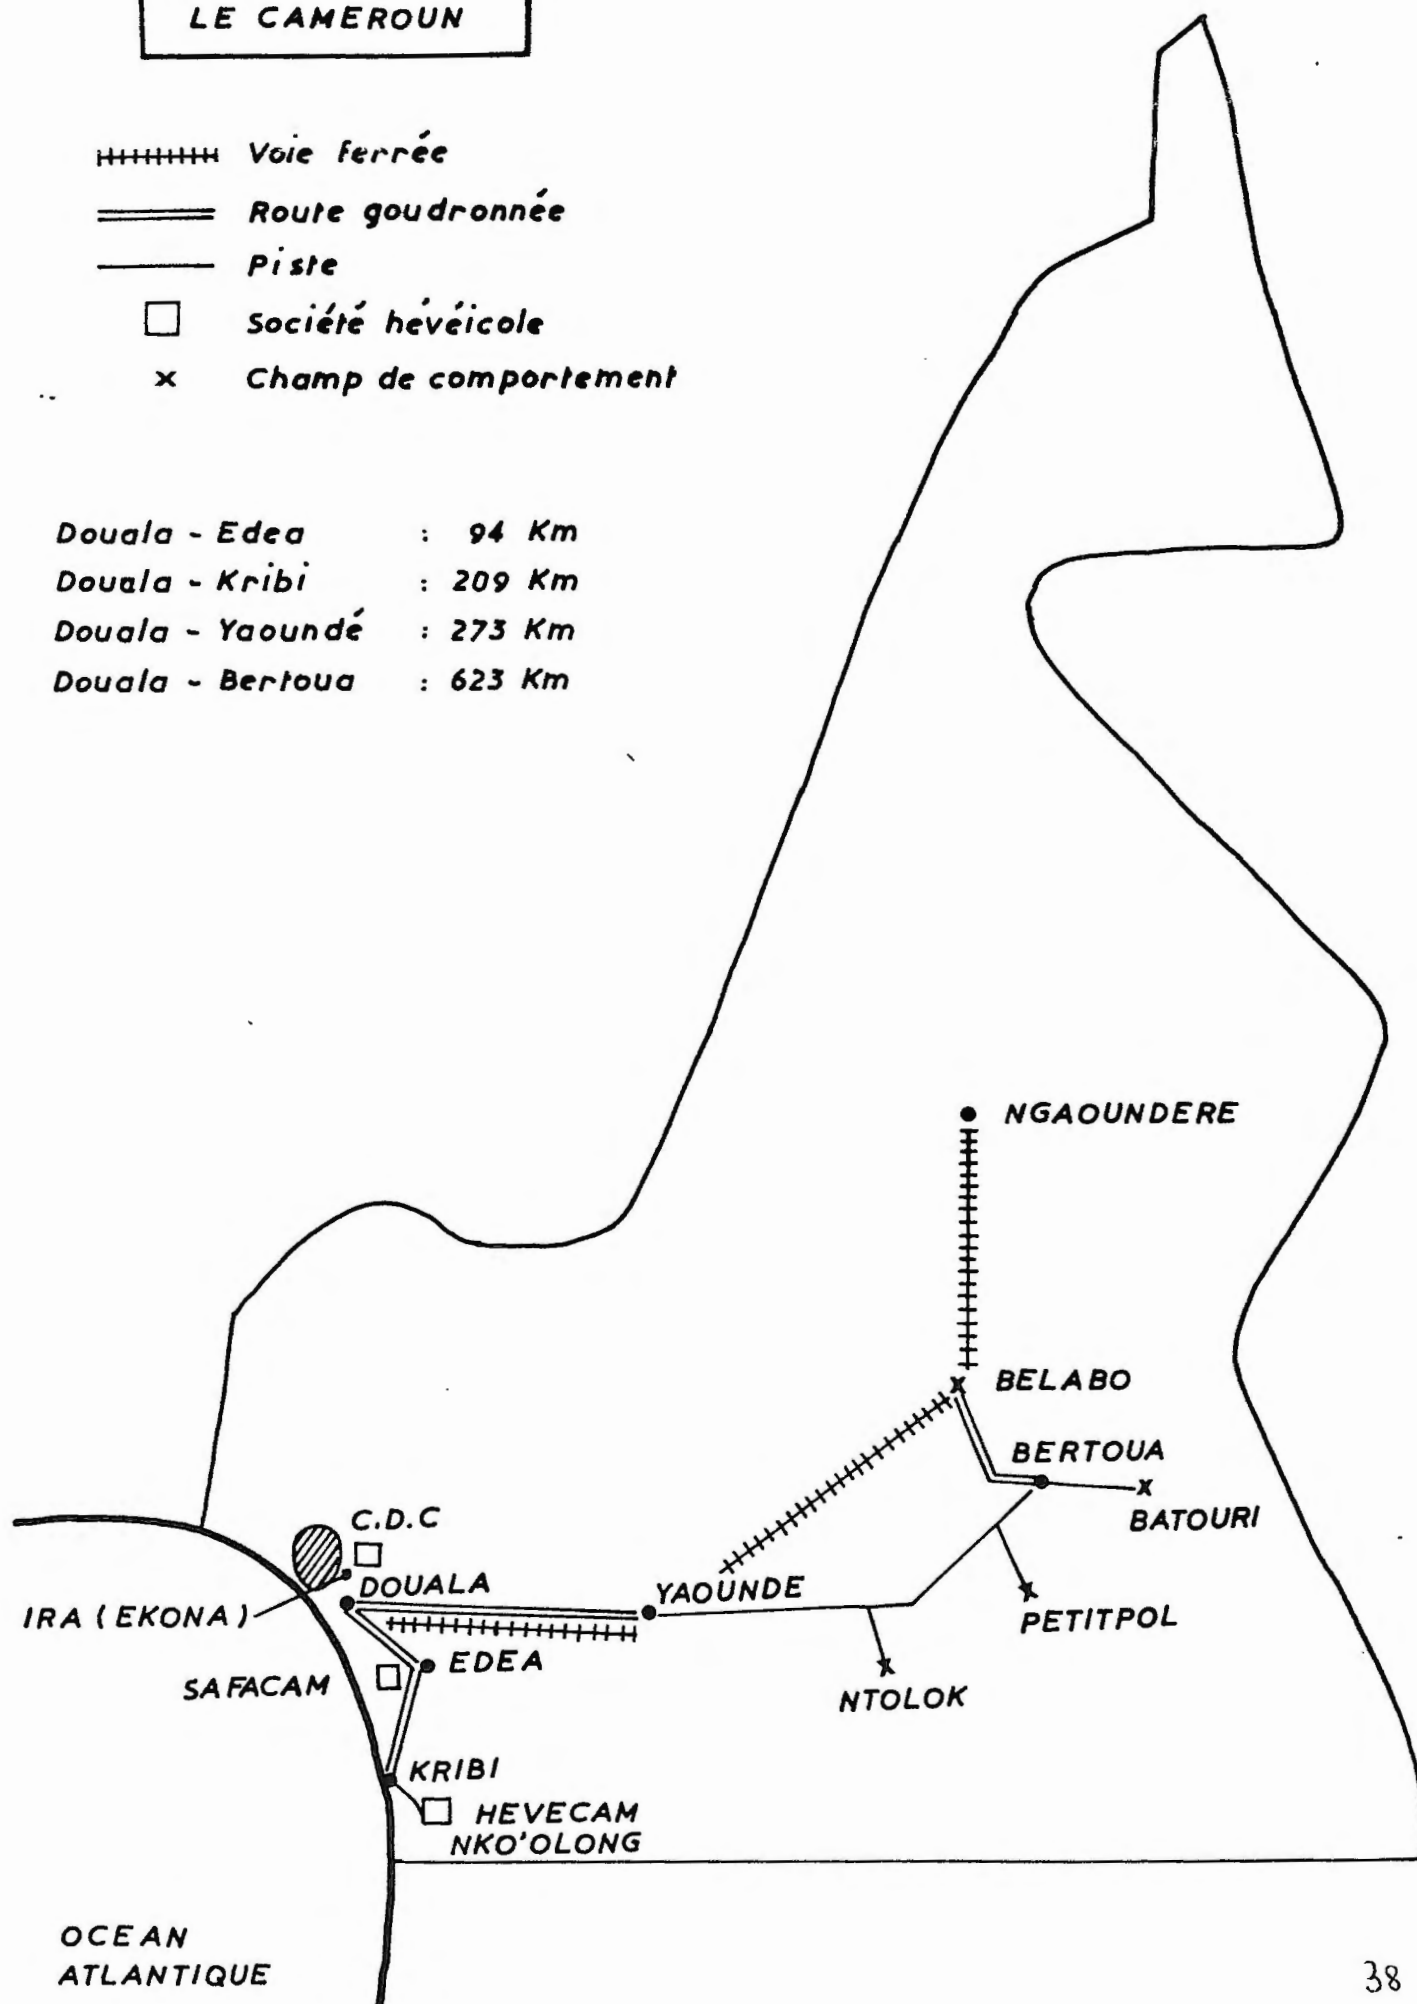 LE CAMEROUN
Voie ferrée
Route goudronnée
Piste
Société hévéicole
x Champ de comportement
Douala - Edea : 94 Km
Douala - Kribi : 209 Km
Douala - Yaoundé : 273 Km
Douala - Bertoua : 623 Km
NGAOUNDERE
BELABO
BERTOUA
BATOURI
C.D.C
DOUALA
YAOUNDE
IRA (EKONA)
PETITPOL
EDEA
SAFACAM
NTOLOK
KRIBI
HEVECAM
NKO'OLONG
OCEAN
ATLANTIQUE
38